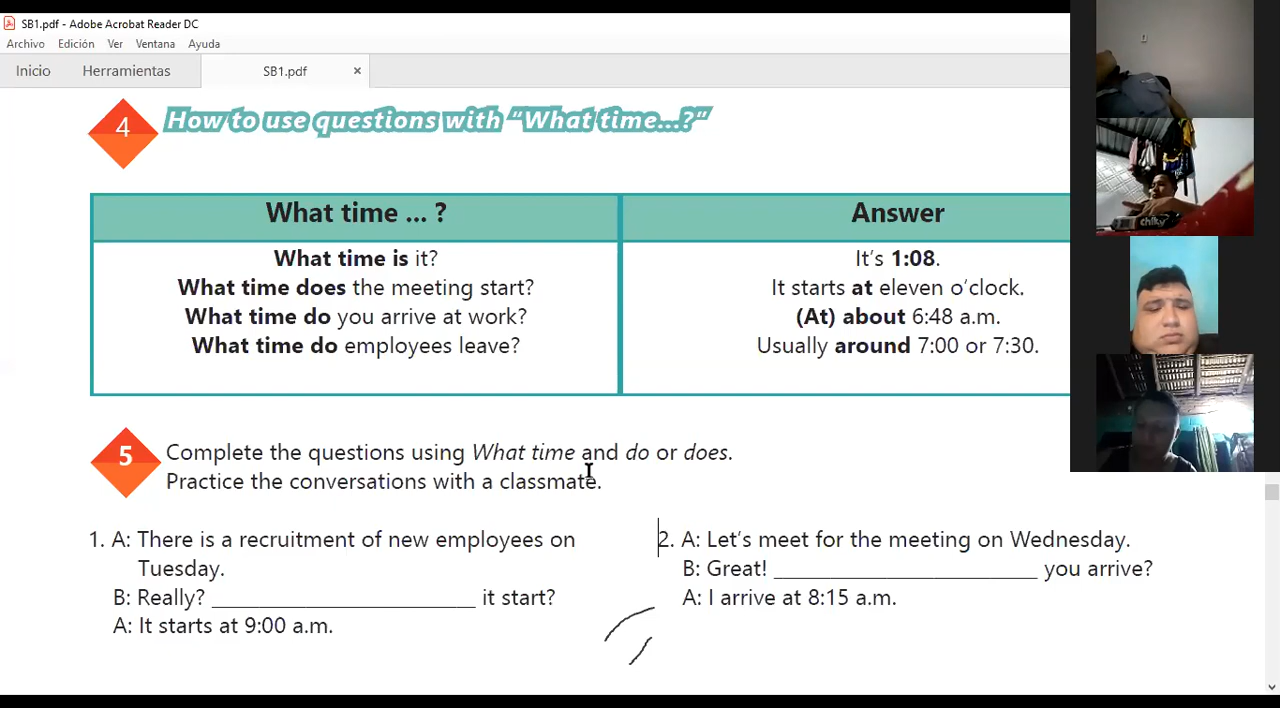 SB1.pdf - Adobe Acrobat Reader DC
Archivo Edición Ver Ventana Ayuda
Inicio Herramientas SB1.pdf ×
4 How to use questions with “What time...?”
What time ... ? Answer
What time is it? It’s 1:08.
What time does the meeting start? It starts at eleven o’clock.
What time do you arrive at work? (At) about 6:48 a.m.
What time do employees leave? Usually around 7:00 or 7:30.
5 Complete the questions using What time and do or does.
Practice the conversations with a classmate.
1. A: There is a recruitment of new employees on
Tuesday.
B: Really? ________________________ it start?
A: It starts at 9:00 a.m.
2. A: Let’s meet for the meeting on Wednesday.
B: Great! ________________________ you arrive?
A: I arrive at 8:15 a.m.
chiky